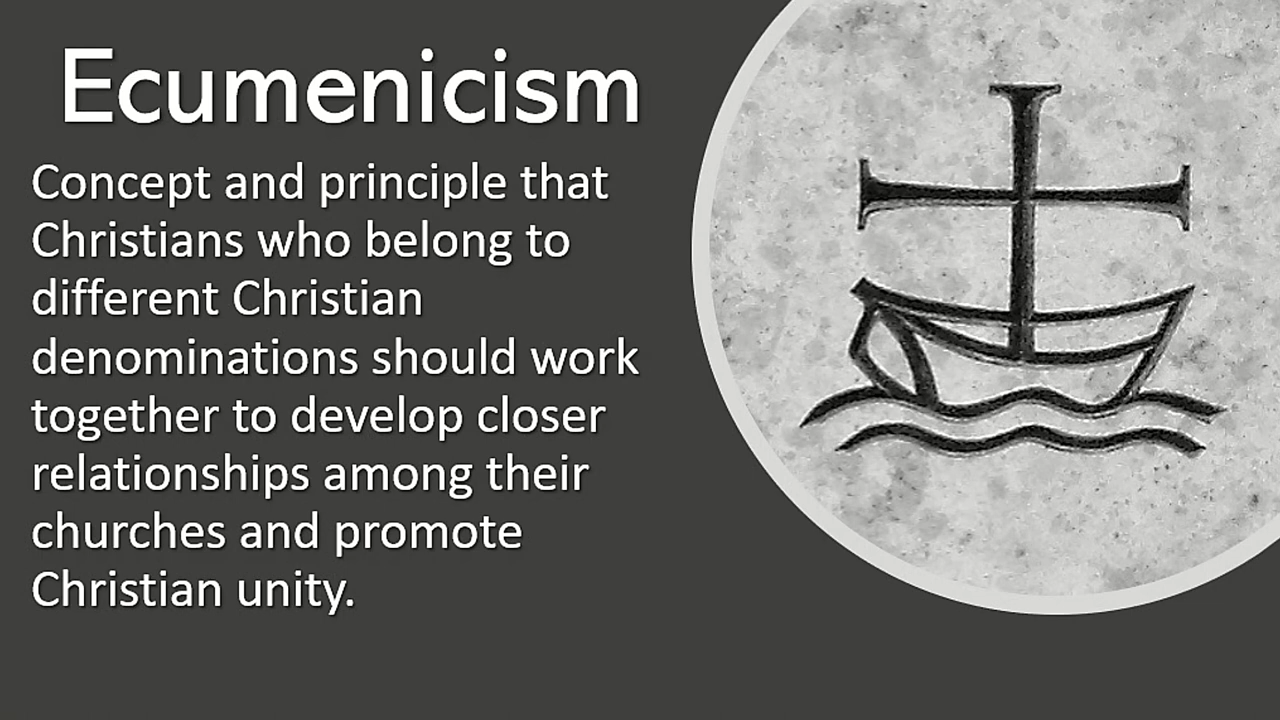 Ecumenicism
Concept and principle that
Christians who belong to
different Christian
denominations should work
together to develop closer
relationships among their
churches and promote
Christian unity.